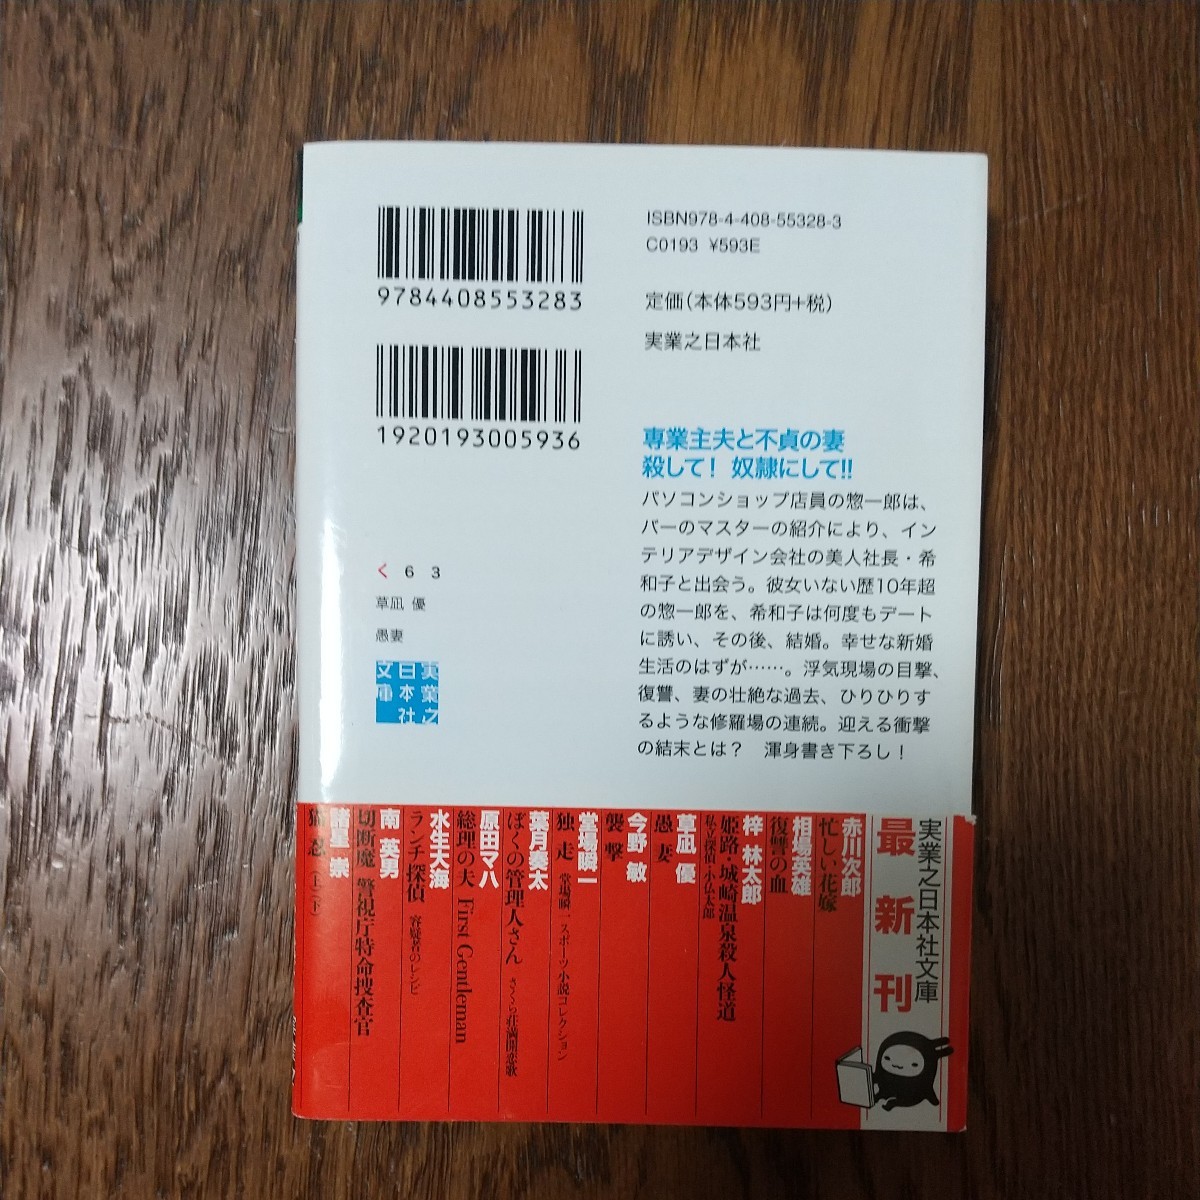 ISBN978-4-408-55328-3
C0193 ¥593E
定価(本体593円+税)
実業之日本社
9784408553283
1920193005936
専業主夫と不貞の妻
殺して! 奴隷にして!!
パソコンショップ店員の惣一郎は、
バーのマスターの紹介により、イン
テリアデザイン会社の美人社長・希
和子と出会う。彼女いない歴10年超
の惣一郎を、希和子は何度もデート
に誘い、その後、結婚。幸せな新婚
生活のはずが……。浮気現場の目撃、
復讐、妻の壮絶な過去、ひりひりす
るような修羅場の連続。迎える衝撃
の結末とは? 渾身書き下ろし!
く 6 3
草凪 優
愚妻
実業之
日本社
文庫
実業之日本社文庫
最新刊
赤川次郎
忙しい花嫁
相場英雄
復讐の血
梓 林太郎
姫路・城崎温泉殺人怪道
私立探偵・小仏太郎
草凪 優
愚妻
今野 敏
襲撃
堂場瞬一
独走 堂場瞬一スポーツ小説コレクション
葉月奏太
ぼくの管理人さん さくら荘満開恋歌
原田マハ
総理の夫 First Gentleman
水生大海
ランチ探偵 容疑者のレシピ
南 英男
切断魔 警視庁特命捜査官
諸星 崇
猫忍(上)(下)